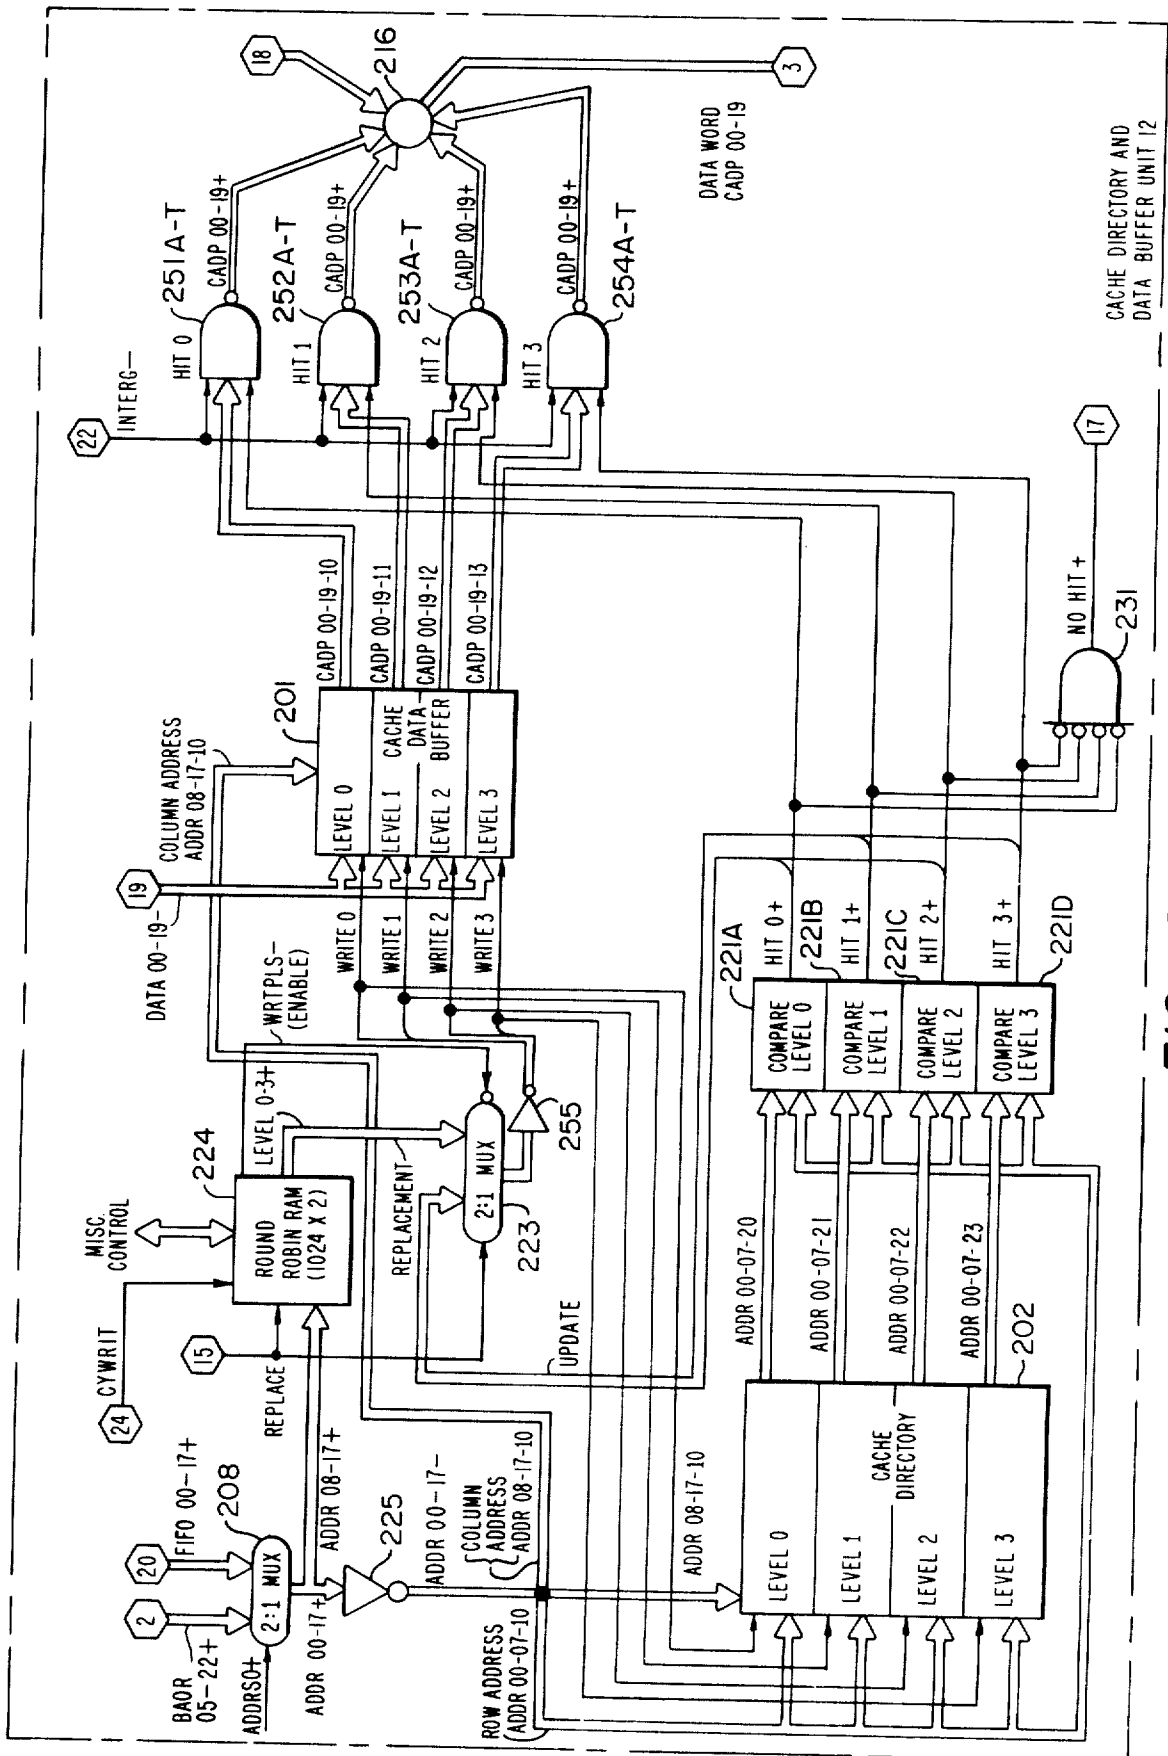 2
20
BAOR
05-22+
FIFO 00-17+
208
2:1 MUX
ADDRS0+
ADDR 00-17+
ADDR 08-17+
225
ADDR 00-17-
24
CYWRIT
15
REPLACE
MISC.
CONTROL
224
ROUND
ROBIN RAM
(1024 X 2)
LEVEL 0-3+
WRTPLS-
(ENABLE)
REPLACEMENT
2:1 MUX
223
255
UPDATE
COLUMN
ADDRESS
ADDR 08-17-10
ROW ADDRESS
ADDR 00-07-10
ADDR 08-17-10
DATA 00-19-
19
COLUMN ADDRESS
ADDR 08-17-10
WRITE 0
WRITE 1
WRITE 2
WRITE 3
201
LEVEL 0
LEVEL 1
LEVEL 2
LEVEL 3
CACHE
DATA
BUFFER
CADP 00-19-10
CADP 00-19-11
CADP 00-19-12
CADP 00-19-13
22
INTERG-
HIT 0
251A-T
CADP 00-19+
HIT 1
252A-T
CADP 00-19+
HIT 2
253A-T
CADP 00-19+
HIT 3
254A-T
CADP 00-19+
18
216
3
DATA WORD
CADP 00-19
LEVEL 0
LEVEL 1
LEVEL 2
LEVEL 3
CACHE
DIRECTORY
202
ADDR 00-07-20
ADDR 00-07-21
ADDR 00-07-22
ADDR 00-07-23
COMPARE
LEVEL 0
COMPARE
LEVEL 1
COMPARE
LEVEL 2
COMPARE
LEVEL 3
221A
221B
221C
221D
HIT 0+
HIT 1+
HIT 2+
HIT 3+
NO HIT+
231
17
CACHE DIRECTORY AND
DATA BUFFER UNIT 12